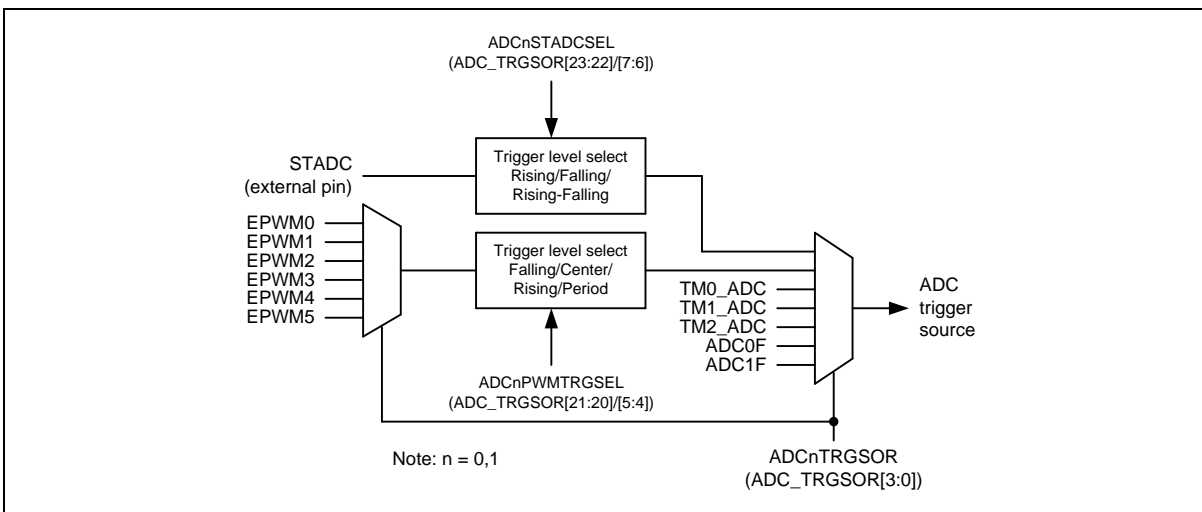 ADCnSTADCSEL
(ADC_TRGSOR[23:22]/[7:6])
STADC
(external pin)
Trigger level select
Rising/Falling/
Rising-Falling
EPWM0
EPWM1
EPWM2
EPWM3
EPWM4
EPWM5
Trigger level select
Falling/Center/
Rising/Period
TM0_ADC
TM1_ADC
TM2_ADC
ADC0F
ADC1F
ADC
trigger
source
ADCnPWMTRGSEL
(ADC_TRGSOR[21:20]/[5:4])
Note: n = 0,1
ADCnTRGSOR
(ADC_TRGSOR[3:0])